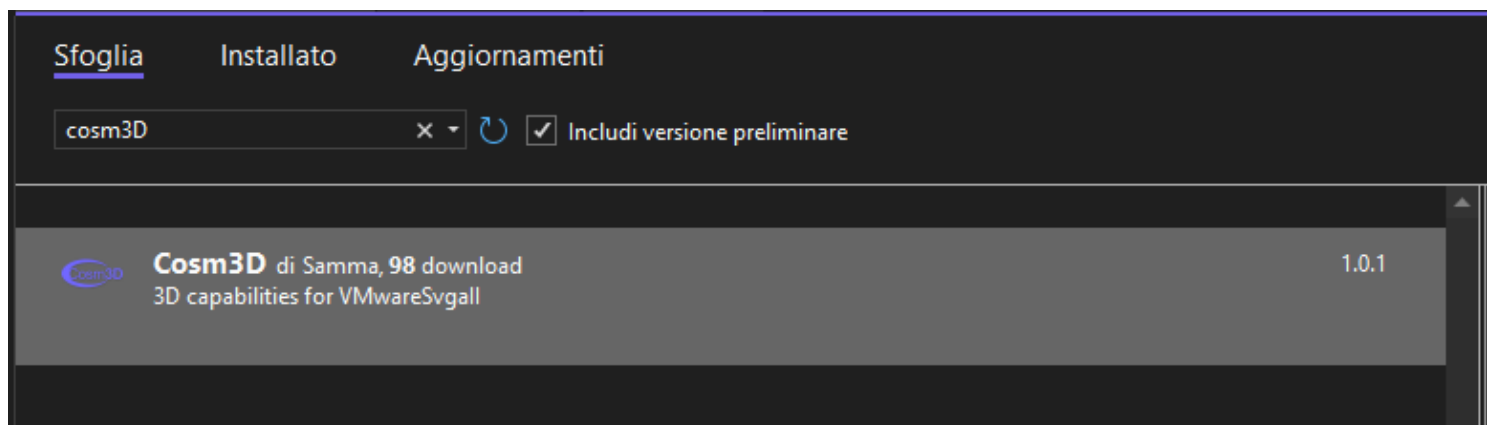 Sfoglia Installato Aggiornamenti
cosm3D Includi versione preliminare
Cosm3D di Samma, 98 download 1.0.1
3D capabilities for VMwareSvgaII
Cosm3D